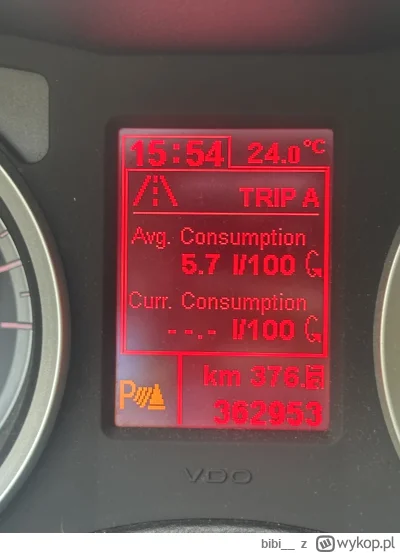 15:54 24.0°C
TRIP A
Avg. Consumption
5.7 l/100
Curr. Consumption
--.- l/100
km 376.
362953
P
VDO
bibi__ z wykop.pl